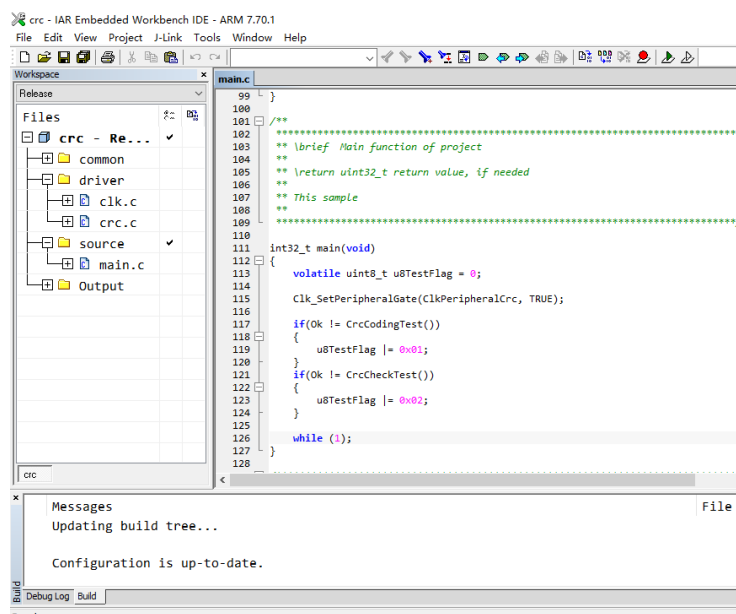 crc - IAR Embedded Workbench IDE - ARM 7.70.1
File Edit View Project J-Link Tools Window Help
Workspace ×
Release
Files
crc - Re...
common
driver
clk.c
crc.c
source
main.c
Output
crc
main.c
99 }
100
101 /**
102 ******************************************************************************
103 ** \brief  Main function of project
104 **
105 ** \return uint32_t return value, if needed
106 **
107 ** This sample
108 **
109 ******************************************************************************
110
111 int32_t main(void)
112 {
113     volatile uint8_t u8TestFlag = 0;
114
115     Clk_SetPeripheralGate(ClkPeripheralCrc, TRUE);
116
117     if(Ok != CrcCodingTest())
118     {
119         u8TestFlag |= 0x01;
120     }
121     if(Ok != CrcCheckTest())
122     {
123         u8TestFlag |= 0x02;
124     }
125
126     while (1);
127 }
128
Messages File
Updating build tree...
Configuration is up-to-date.
Build
Debug Log Build